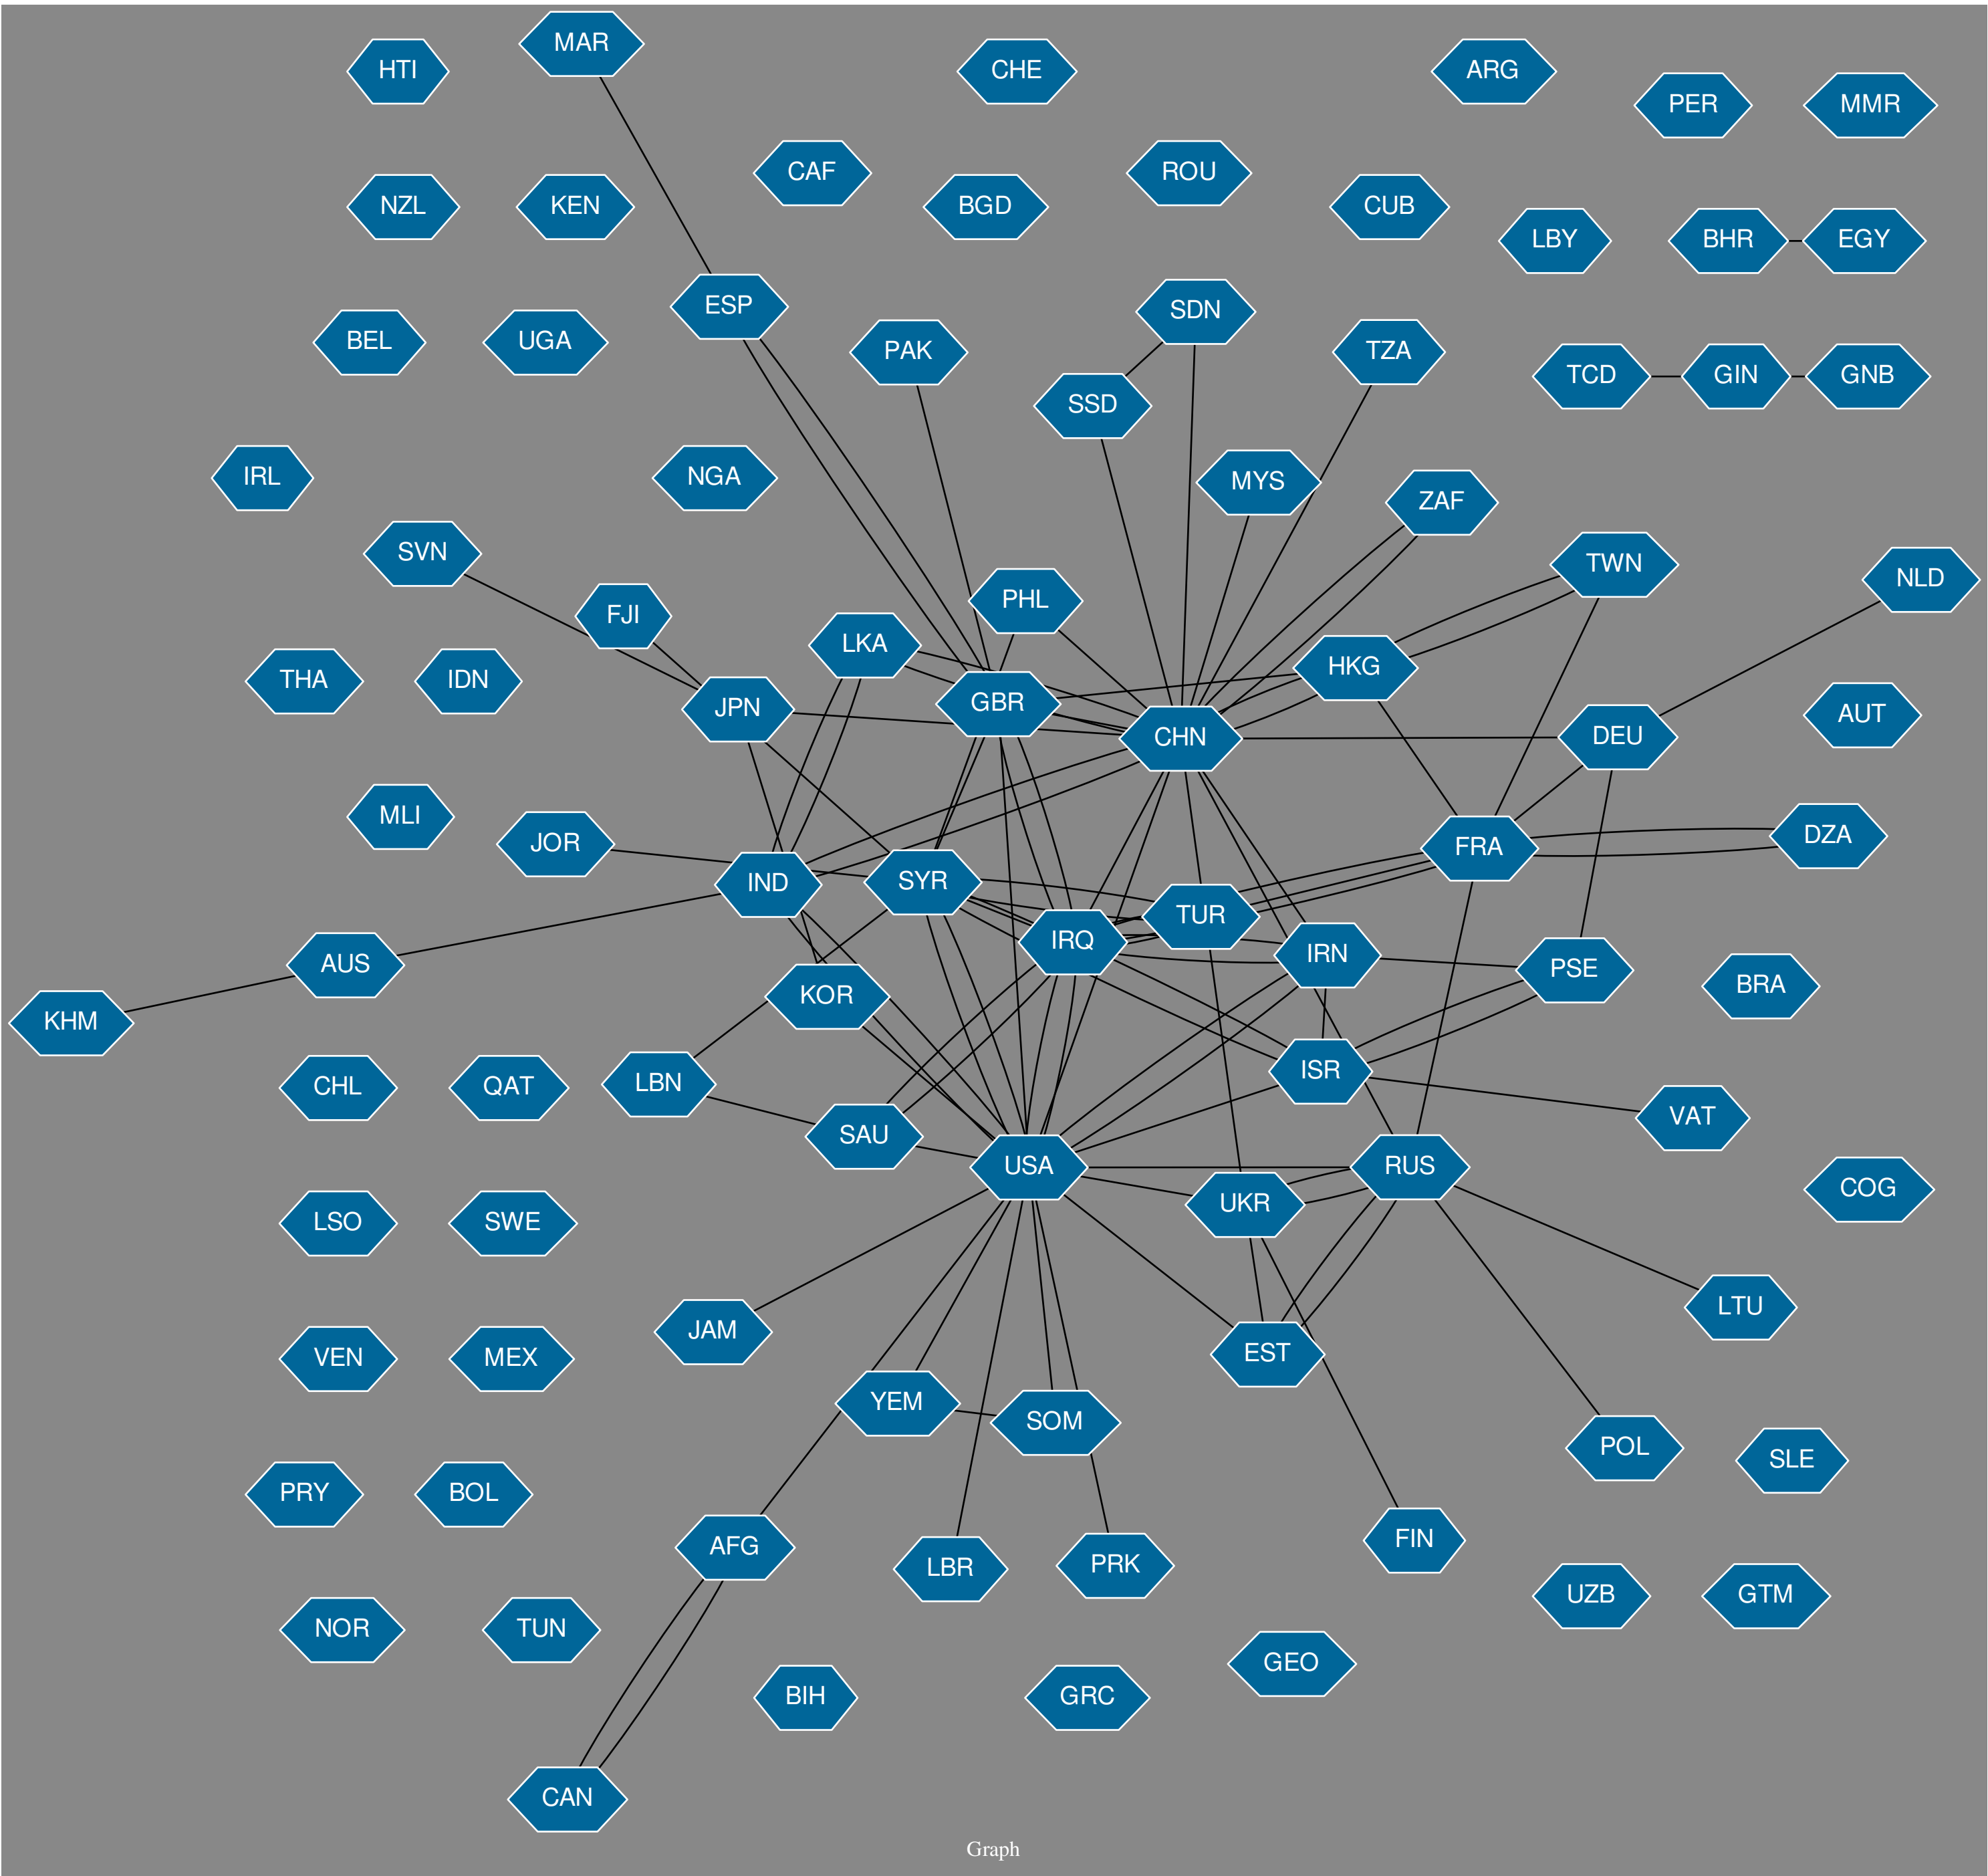 MAR
HTI
CHE
ARG
PER
MMR
CAF
ROU
NZL
KEN
BGD
CUB
LBY
BHR
EGY
ESP
SDN
BEL
UGA
PAK
TZA
TCD
GIN
GNB
SSD
IRL
NGA
MYS
ZAF
SVN
TWN
NLD
FJI
PHL
LKA
HKG
THA
IDN
JPN
GBR
CHN
DEU
AUT
MLI
JOR
FRA
DZA
IND
SYR
TUR
IRQ
IRN
AUS
PSE
BRA
KHM
KOR
ISR
CHL
QAT
LBN
VAT
SAU
USA
RUS
COG
UKR
LSO
SWE
LTU
JAM
EST
VEN
MEX
YEM
SOM
POL
SLE
PRY
BOL
AFG
LBR
PRK
FIN
UZB
GTM
NOR
TUN
GEO
BIH
GRC
CAN
Graph